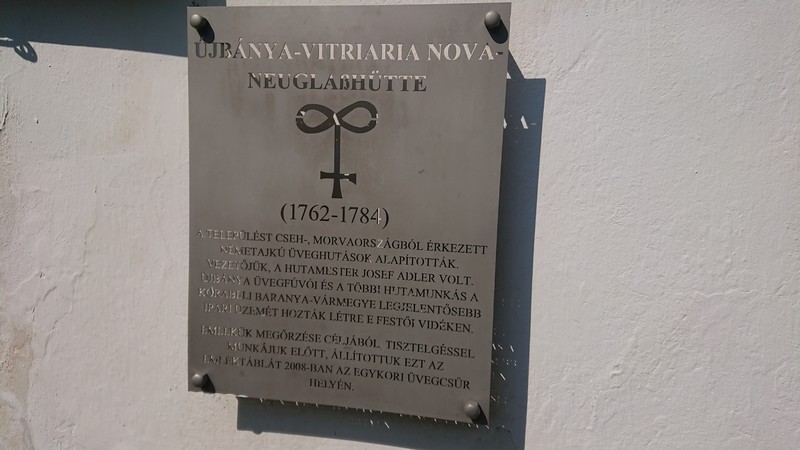 ÚJBÁNYA-VITRIARIA NOVA-
NEUGLAßHÜTTE
(1762-1784)
A TELEPÜLÉST CSEH-, MORVAORSZÁGBÓL ÉRKEZETT
NÉMETAJKÚ ÜVEGHUTÁSOK ALAPÍTOTTÁK.
VEZETŐJÜK, A HUTAMESTER JOSEF ADLER VOLT.
ÚJBÁNYA ÜVEGFÚVÓI ÉS A TÖBBI HUTAMUNKÁS A
KORABELI BARANYA-VÁRMEGYE LEGJELENTŐSEBB
IPARI ÜZEMÉT HOZTÁK LÉTRE E FESTŐI VIDÉKEN.
EMLÉKÜK MEGŐRZÉSE CÉLJÁBÓL TISZTELGÉSSEL
MUNKÁJUK ELŐTT, ÁLLÍTOTTUK EZT AZ
EMLÉKTÁBLÁT 2008-BAN AZ EGYKORI ÜVEGCSŰR
HELYÉN.